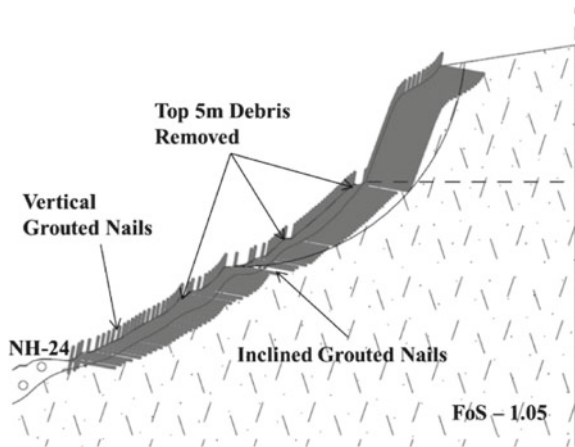 Top 5m Debris
Removed
Vertical
Grouted Nails
NH-24
Inclined Grouted Nails
FoS – 1.05